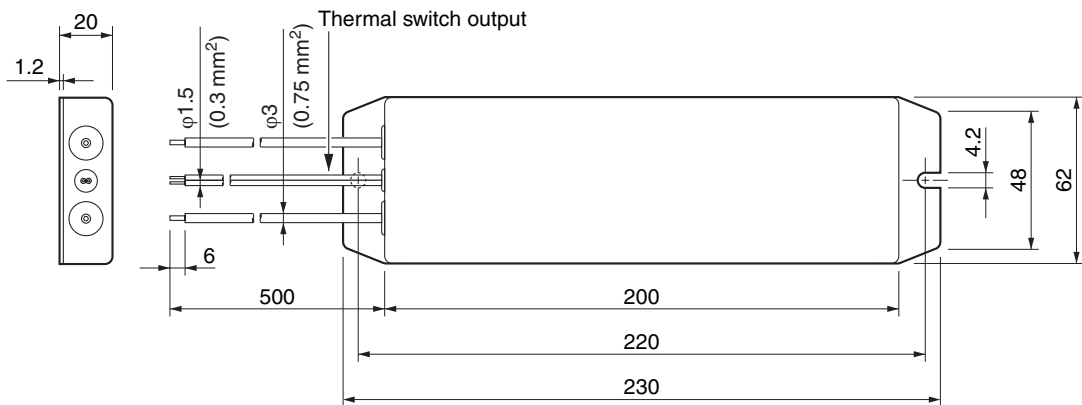 Thermal switch output
20
1.2
φ1.5
(0.3 mm²)
φ3
(0.75 mm²)
4.2
48
62
6
500
200
220
230